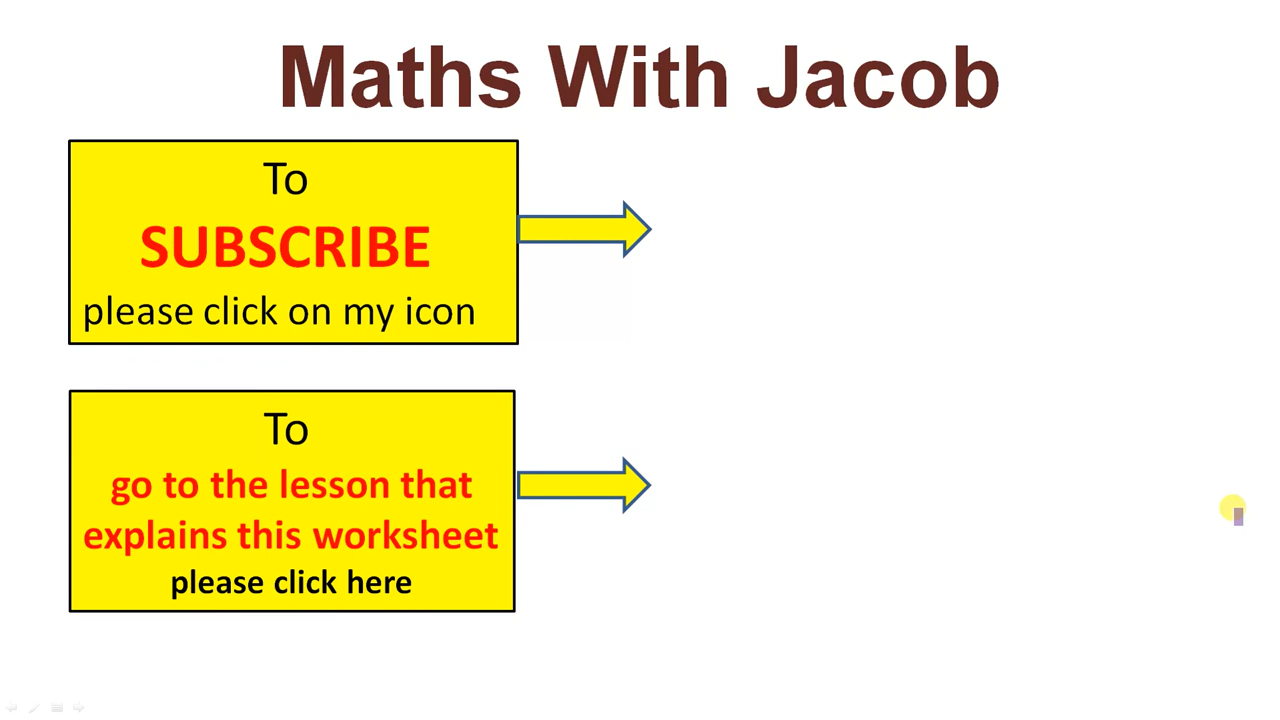 Maths With Jacob
To
SUBSCRIBE
please click on my icon
To
go to the lesson that
explains this worksheet
please click here